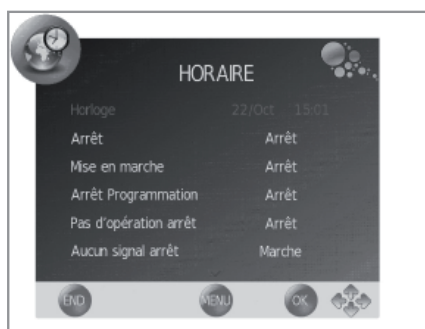 HORAIRE
Horloge 22/Oct 15:01
Arrêt Arrêt
Mise en marche Arrêt
Arrêt Programmation Arrêt
Pas d'opération arrêt Arrêt
Aucun signal arrêt Marche
END MENU OK